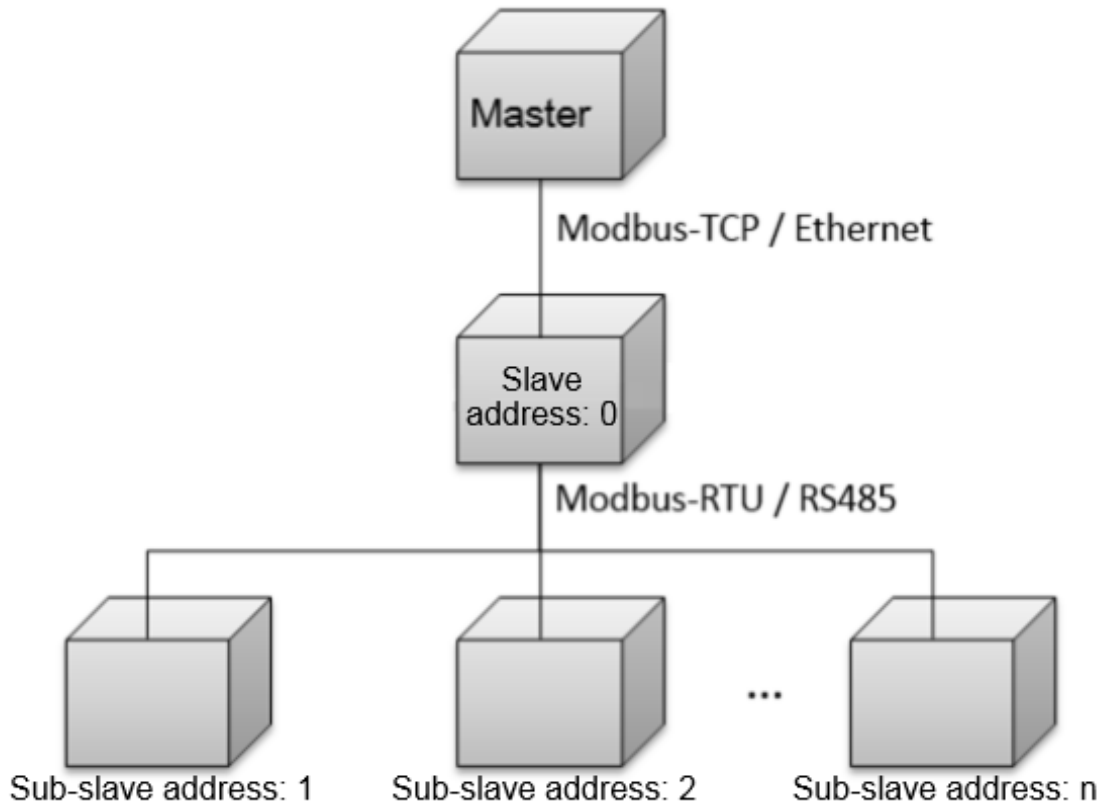 Master
Modbus-TCP / Ethernet
Slave
address: 0
Modbus-RTU / RS485
...
Sub-slave address: 1
Sub-slave address: 2
Sub-slave address: n